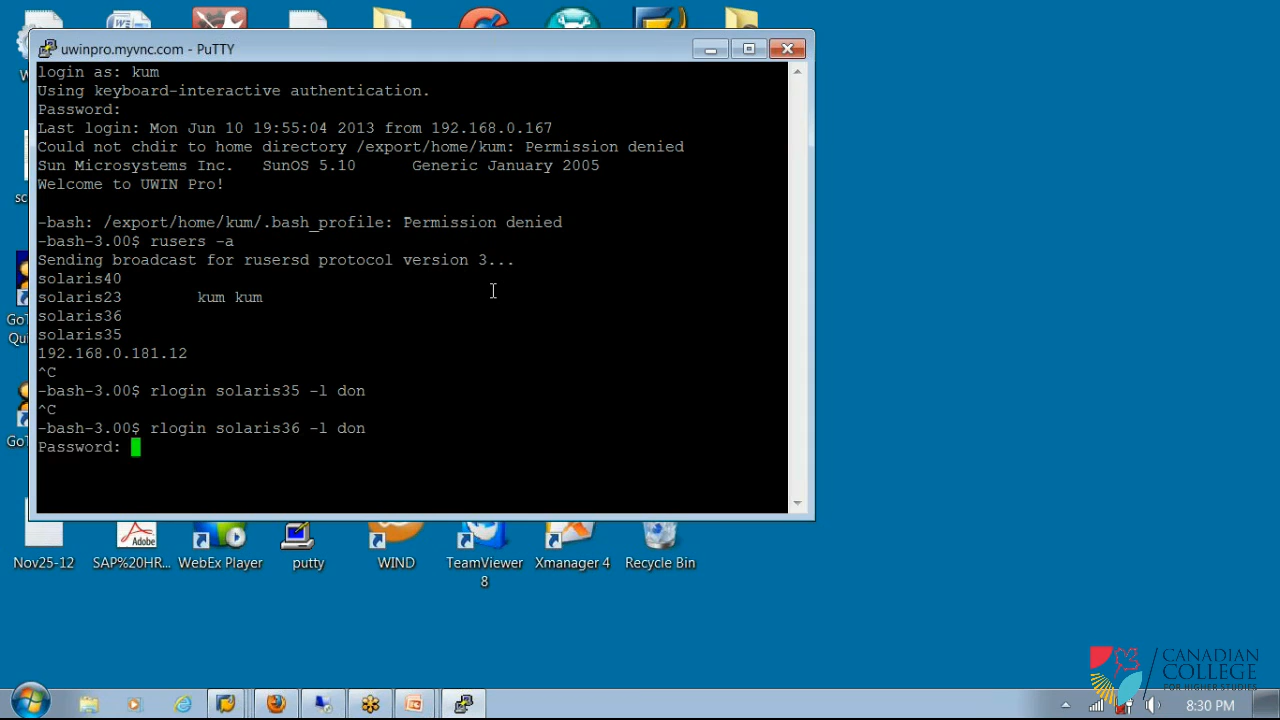 uwinpro.myvnc.com - PuTTY
login as: kum
Using keyboard-interactive authentication.
Password:
Last login: Mon Jun 10 19:55:04 2013 from 192.168.0.167
Could not chdir to home directory /export/home/kum: Permission denied
Sun Microsystems Inc.   SunOS 5.10      Generic January 2005
Welcome to UWIN Pro!
-bash: /export/home/kum/.bash_profile: Permission denied
-bash-3.00$ rusers -a
Sending broadcast for rusersd protocol version 3...
solaris40
solaris23        kum kum
solaris36
solaris35
192.168.0.181.12
^C
-bash-3.00$ rlogin solaris35 -l don
^C
-bash-3.00$ rlogin solaris36 -l don
Password:
Nov25-12
SAP%20HR...
Adobe
WebEx Player
putty
WIND
TeamViewer
8
Xmanager 4
Recycle Bin
CANADIAN
COLLEGE
FOR HIGHER STUDIES
8:30 PM